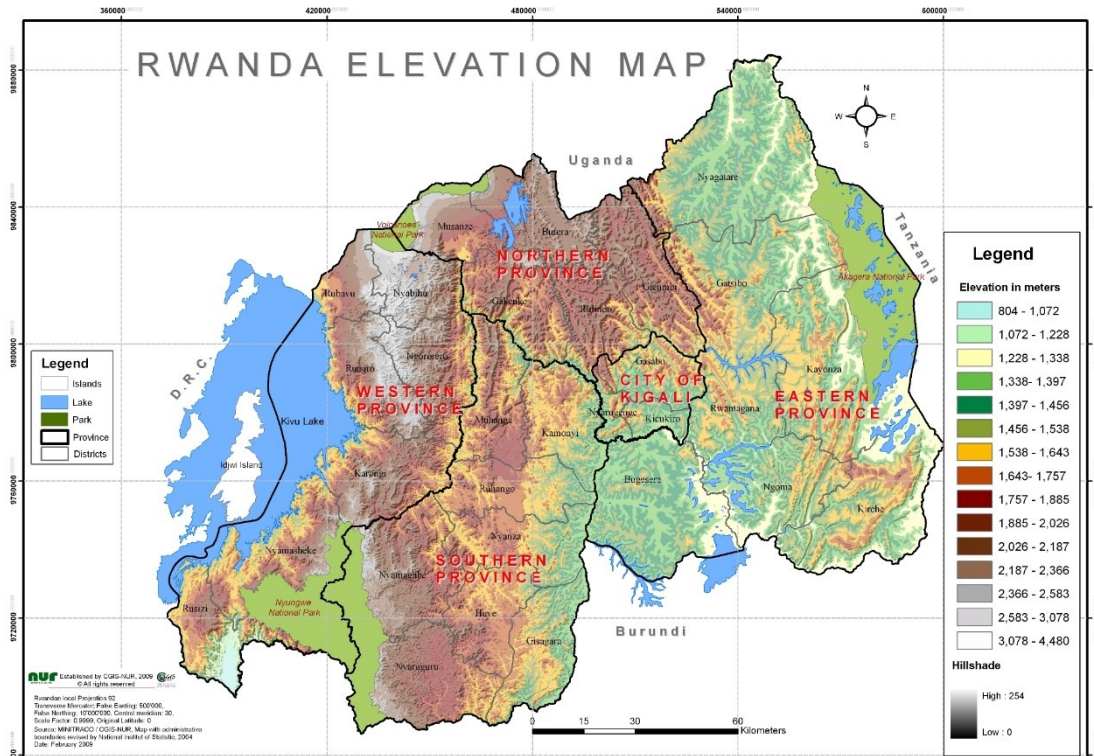 360000
420000
480000
540000
600000
RWANDA ELEVATION MAP
N
W E
S
9880000
9840000
9800000
9760000
9720000
Uganda
Tanzania
D.R.C.
Burundi
Nyagatare
Volcanoes
National Park
Musanze
Burera
NORTHERN
PROVINCE
Gicumbi
Gakenke
Rulindo
Gatsibo
Akagera National Park
Rubavu
Nyabihu
Ngororero
Rutsiro
WESTERN
PROVINCE
Gasabo
CITY OF
KIGALI
Nyarugenge
Kicukiro
Kayonza
Rwamagana
EASTERN
PROVINCE
Muhanga
Kamonyi
Kivu Lake
Idjwi Island
Karongi
Ruhango
Bugesera
Ngoma
Kirehe
Nyanza
Nyamasheke
SOUTHERN
PROVINCE
Nyamagabe
Rusizi
Nyungwe
National Park
Huye
Gisagara
Nyaruguru
Legend
Islands
Lake
Park
Province
Districts
Legend
Elevation in meters
804 - 1,072
1,072 - 1,228
1,228 - 1,338
1,338- 1,397
1,397 - 1,456
1,456 - 1,538
1,538 - 1,643
1,643- 1,757
1,757 - 1,885
1,885 - 2,026
2,026 - 2,187
2,187 - 2,366
2,366 - 2,583
2,583 - 3,078
3,078 - 4,480
Hillshade
High : 254
Low : 0
nur Established by CGIS-NUR, 2009
© All rights reserved
Rwandan local Projection 92
Transverse Mercator: False Easting: 500'000,
False Northing: 10'000'000, Central meridian: 30,
Scale Factor: 0.9999, Original Latitude: 0
Source: MINITRACO / CGIS-NUR, Map with administrative
boundaries revised by National Institut of Statistic, 2004
Date: February 2009
0 15 30 60
Kilometers